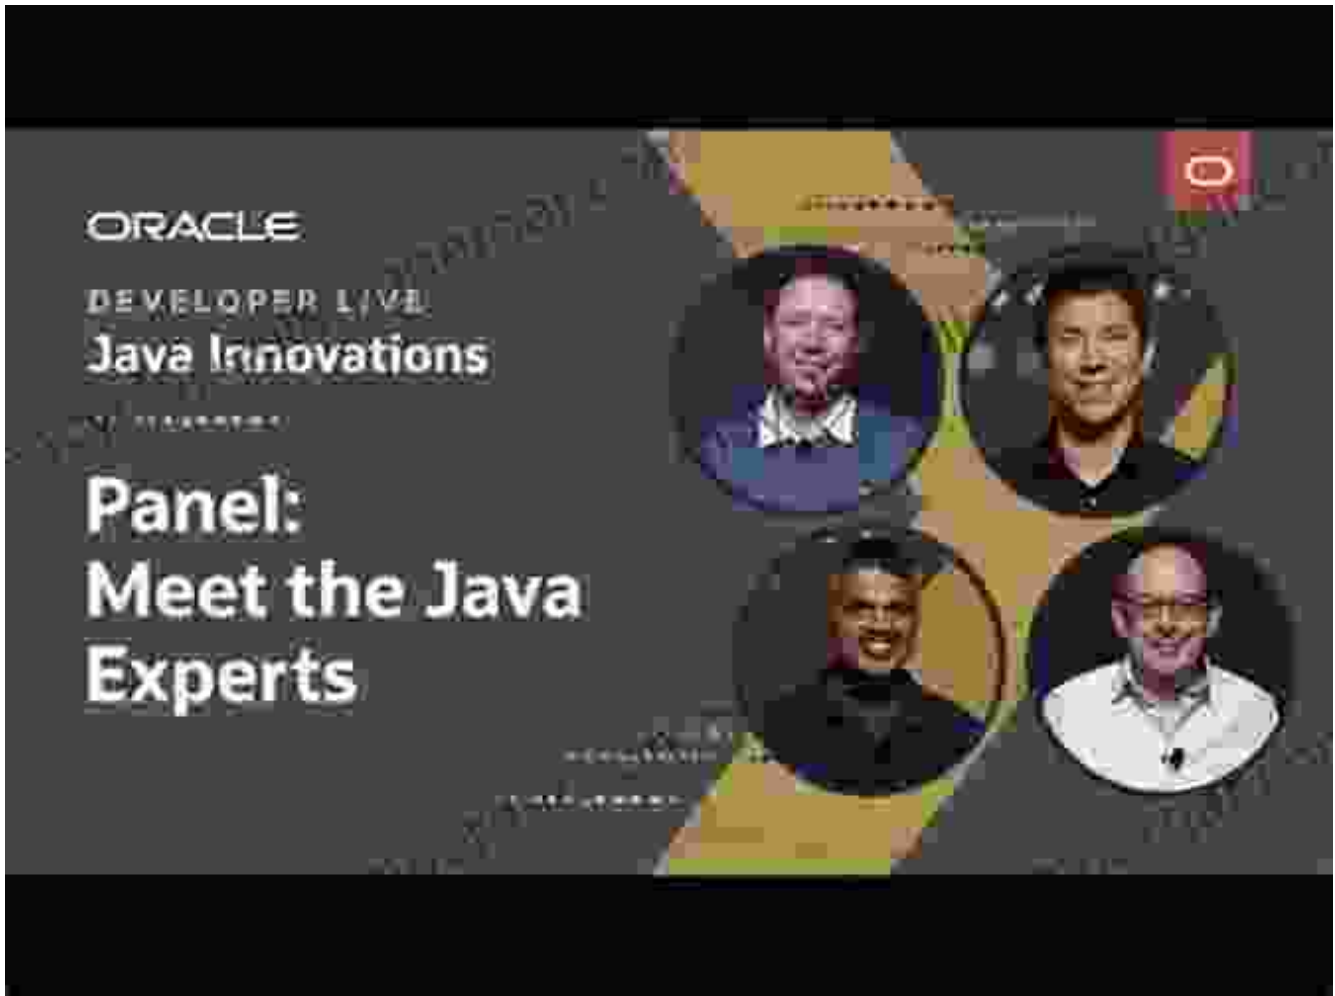 ORACLE
DEVELOPER LIVE
Java Innovations
Panel:
Meet the Java
Experts